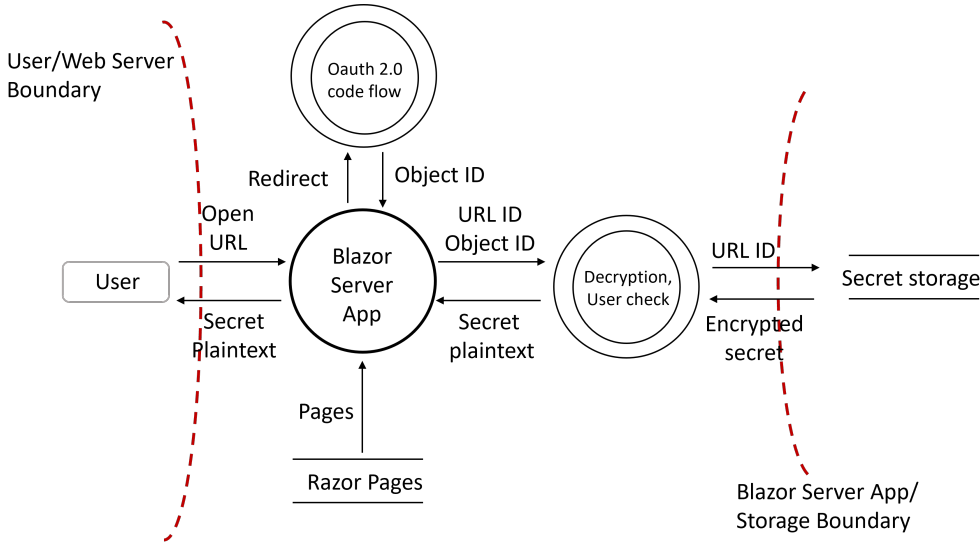 User/Web Server
Boundary
Oauth 2.0
code flow
Redirect
Object ID
Open
URL
URL ID
Object ID
User
Blazor
Server
App
Decryption,
User check
URL ID
Secret storage
Secret
Plaintext
Secret
plaintext
Encrypted
secret
Pages
Razor Pages
Blazor Server App/
Storage Boundary